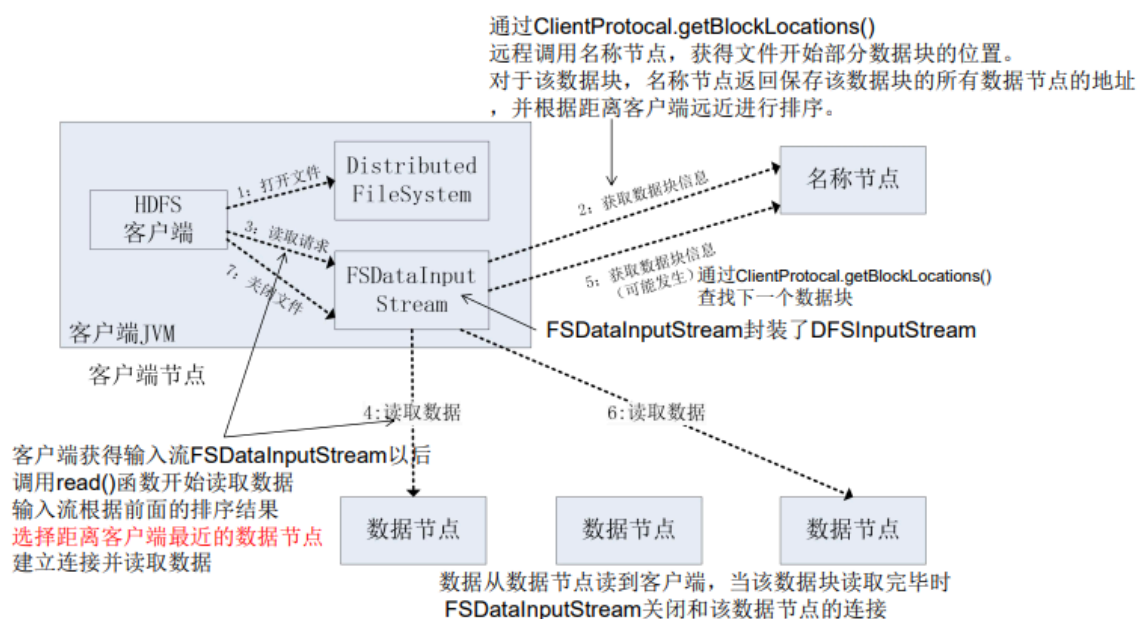 通过ClientProtocal.getBlockLocations()
远程调用名称节点，获得文件开始部分数据块的位置。
对于该数据块，名称节点返回保存该数据块的所有数据节点的地址
，并根据距离客户端远近进行排序。
Distributed
FileSystem
1：打开文件
HDFS
客户端
3：读取请求
7：关闭文件
FSDataInput
Stream
客户端JVM
客户端节点
2：获取数据块信息
名称节点
5：获取数据块信息
（可能发生）
通过ClientProtocal.getBlockLocations()
查找下一个数据块
FSDataInputStream封装了DFSInputStream
4:读取数据
6:读取数据
客户端获得输入流FSDataInputStream以后
调用read()函数开始读取数据
输入流根据前面的排序结果
选择距离客户端最近的数据节点
建立连接并读取数据
数据节点
数据节点
数据节点
数据从数据节点读到客户端，当该数据块读取完毕时
FSDataInputStream关闭和该数据节点的连接